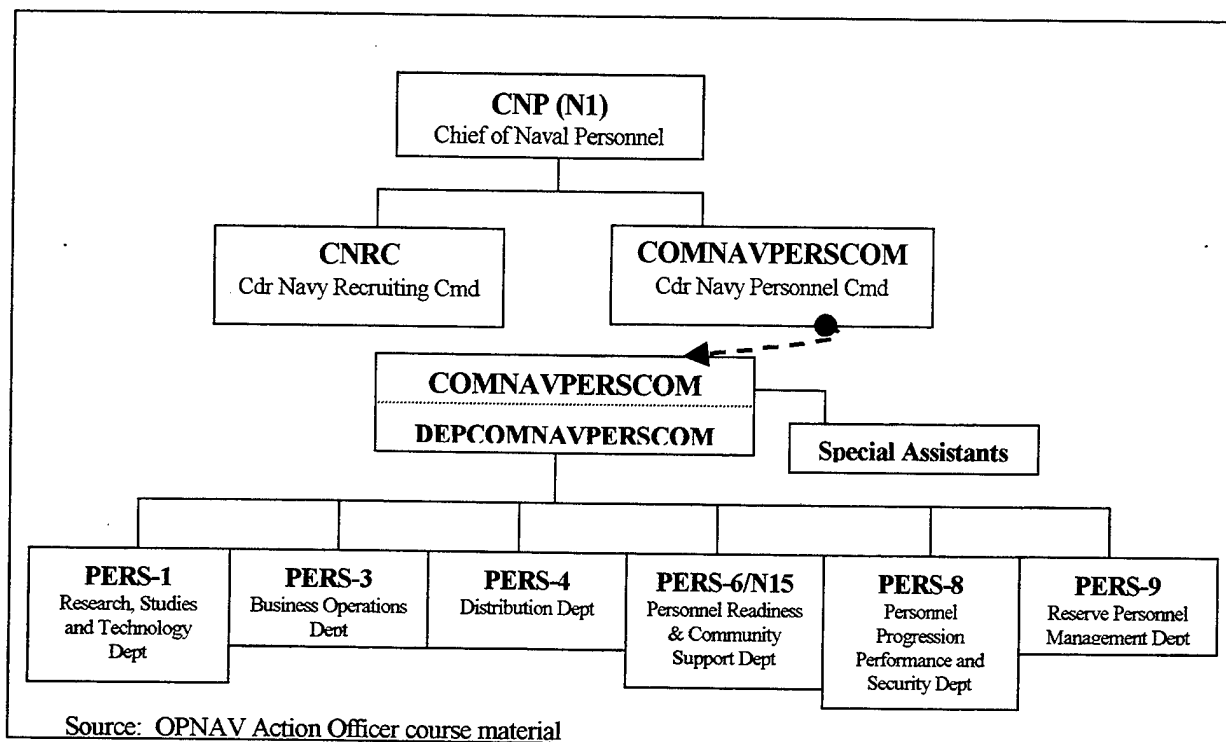 CNP (N1)
Chief of Naval Personnel
CNRC
Cdr Navy Recruiting Cmd
COMNAVPERSCOM
Cdr Navy Personnel Cmd
COMNAVPERSCOM
DEPCOMNAVPERSCOM
Special Assistants
PERS-1
Research, Studies
and Technology
Dept
PERS-3
Business Operations
Dept
PERS-4
Distribution Dept
PERS-6/N15
Personnel Readiness
& Community
Support Dept
PERS-8
Personnel
Progression
Performance and
Security Dept
PERS-9
Reserve Personnel
Management Dept
Source: OPNAV Action Officer course material